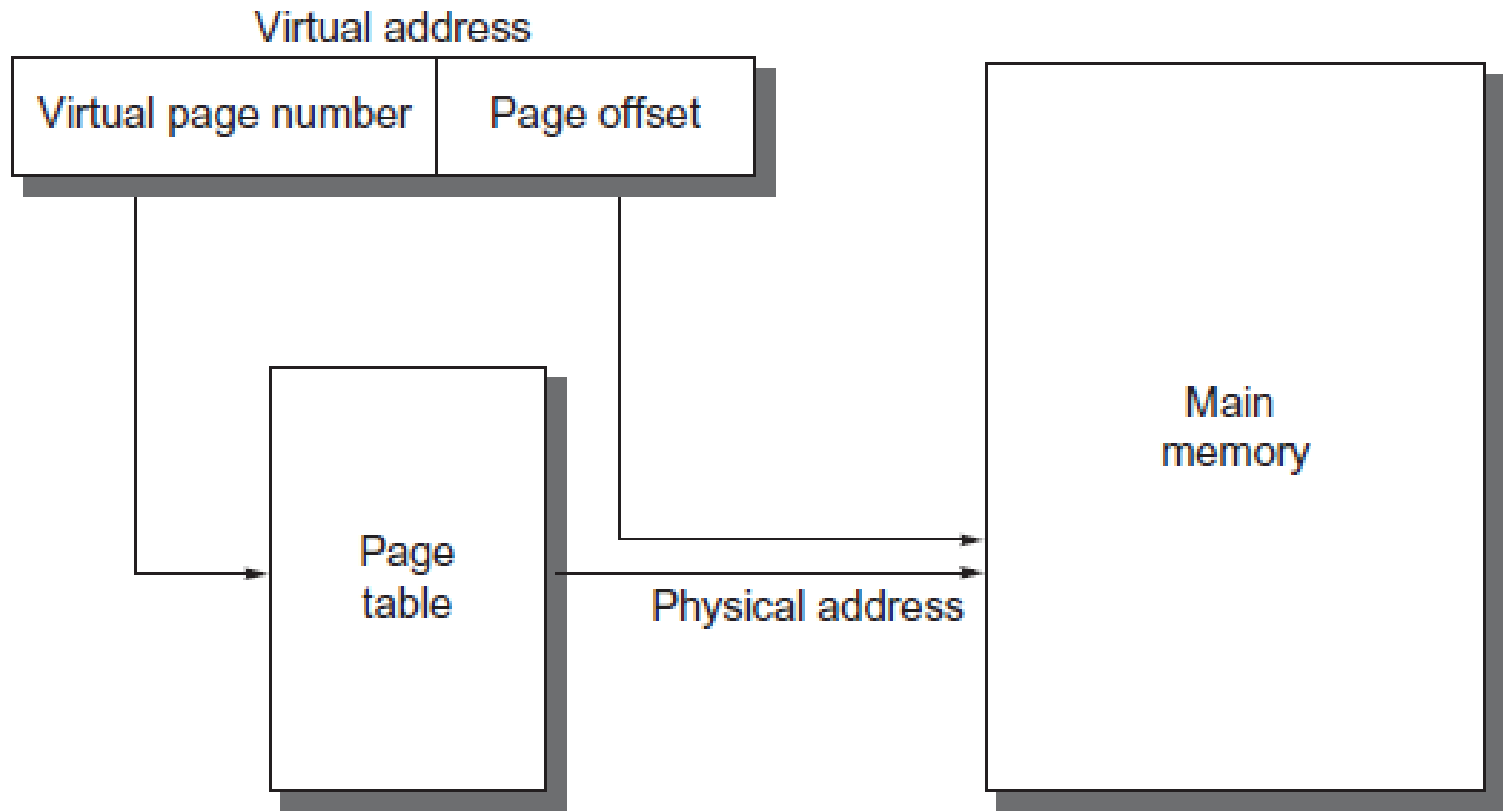 Virtual address
Virtual page number
Page offset
Main
memory
Page
table
Physical address